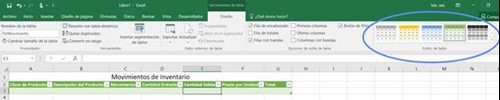 Libro1 - Excel
Herramientas de tabla
Archivo Inicio Insertar Diseño de página Fórmulas Datos Revisar Vista Diseño ¿Qué desea hacer?
Nombre de la tabla:
Cambiar tamaño de la tabla
Propiedades
Resumir con tabla dinámica
Quitar duplicados
Convertir en rango
Herramientas
Insertar segmentación de datos
Exportar Actualizar
Datos externos de tabla
Fila de encabezado
Fila de totales
Filas con bandas
Primera columna
Última columna
Columnas con bandas
Opciones de estilo de tabla
Estilos de tabla
E3
A B C D E F G H I J K L M N
Movimientos de Inventario
Clave de Producto Descripción del Producto Movimiento Cantidad Entrada Cantidad Salida Precio por Unidad Total